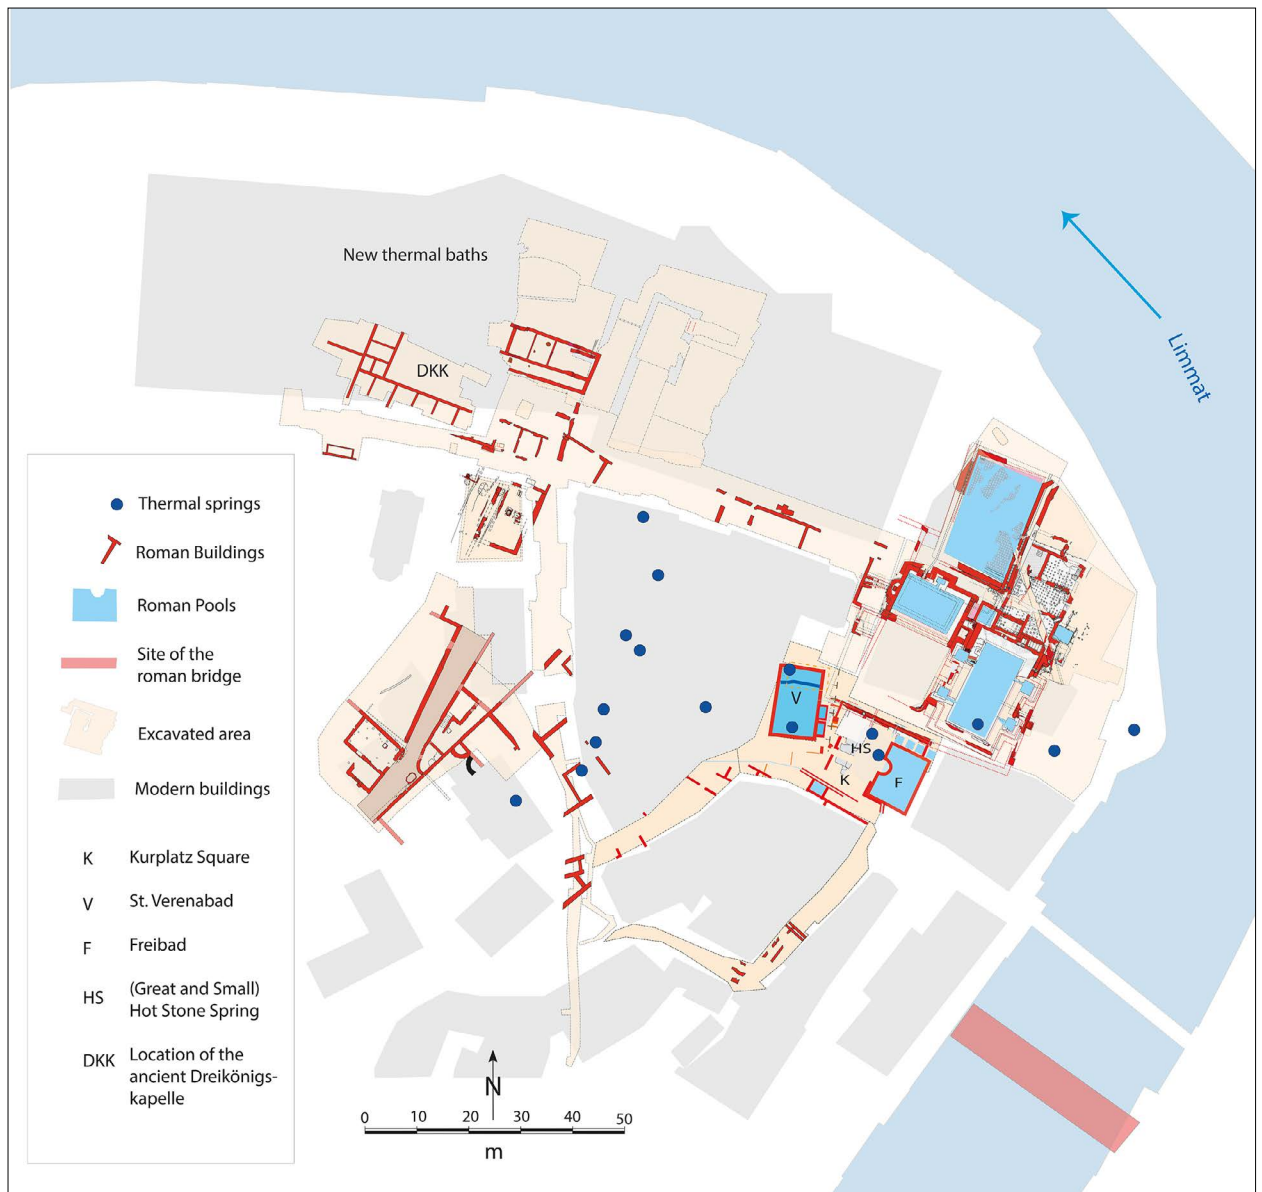 New thermal baths
Limmat
DKK
Thermal springs
Roman Buildings
Roman Pools
Site of the
roman bridge
Excavated area
Modern buildings
K Kurplatz Square
V St. Verenabad
F Freibad
HS (Great and Small)
Hot Stone Spring
DKK Location of the
ancient Dreikönigs-
kapelle
V
HS
K
F
N
0 10 20 30 40 50
m